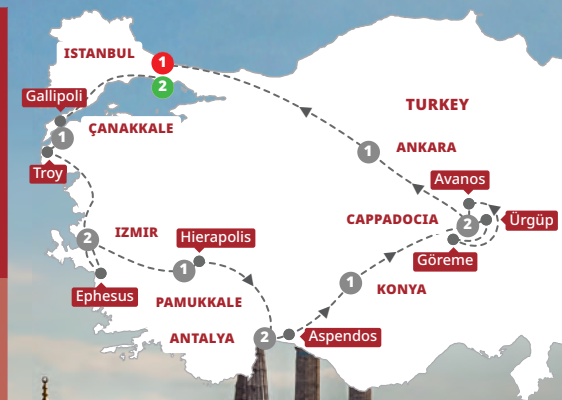 ISTANBUL
1
2
Gallipoli
1
ÇANAKKALE
Troy
TURKEY
1
ANKARA
Avanos
CAPPADOCIA
2
Ürgüp
Göreme
2
IZMIR
Hierapolis
1
Ephesus
PAMUKKALE
1
KONYA
ANTALYA
2
Aspendos